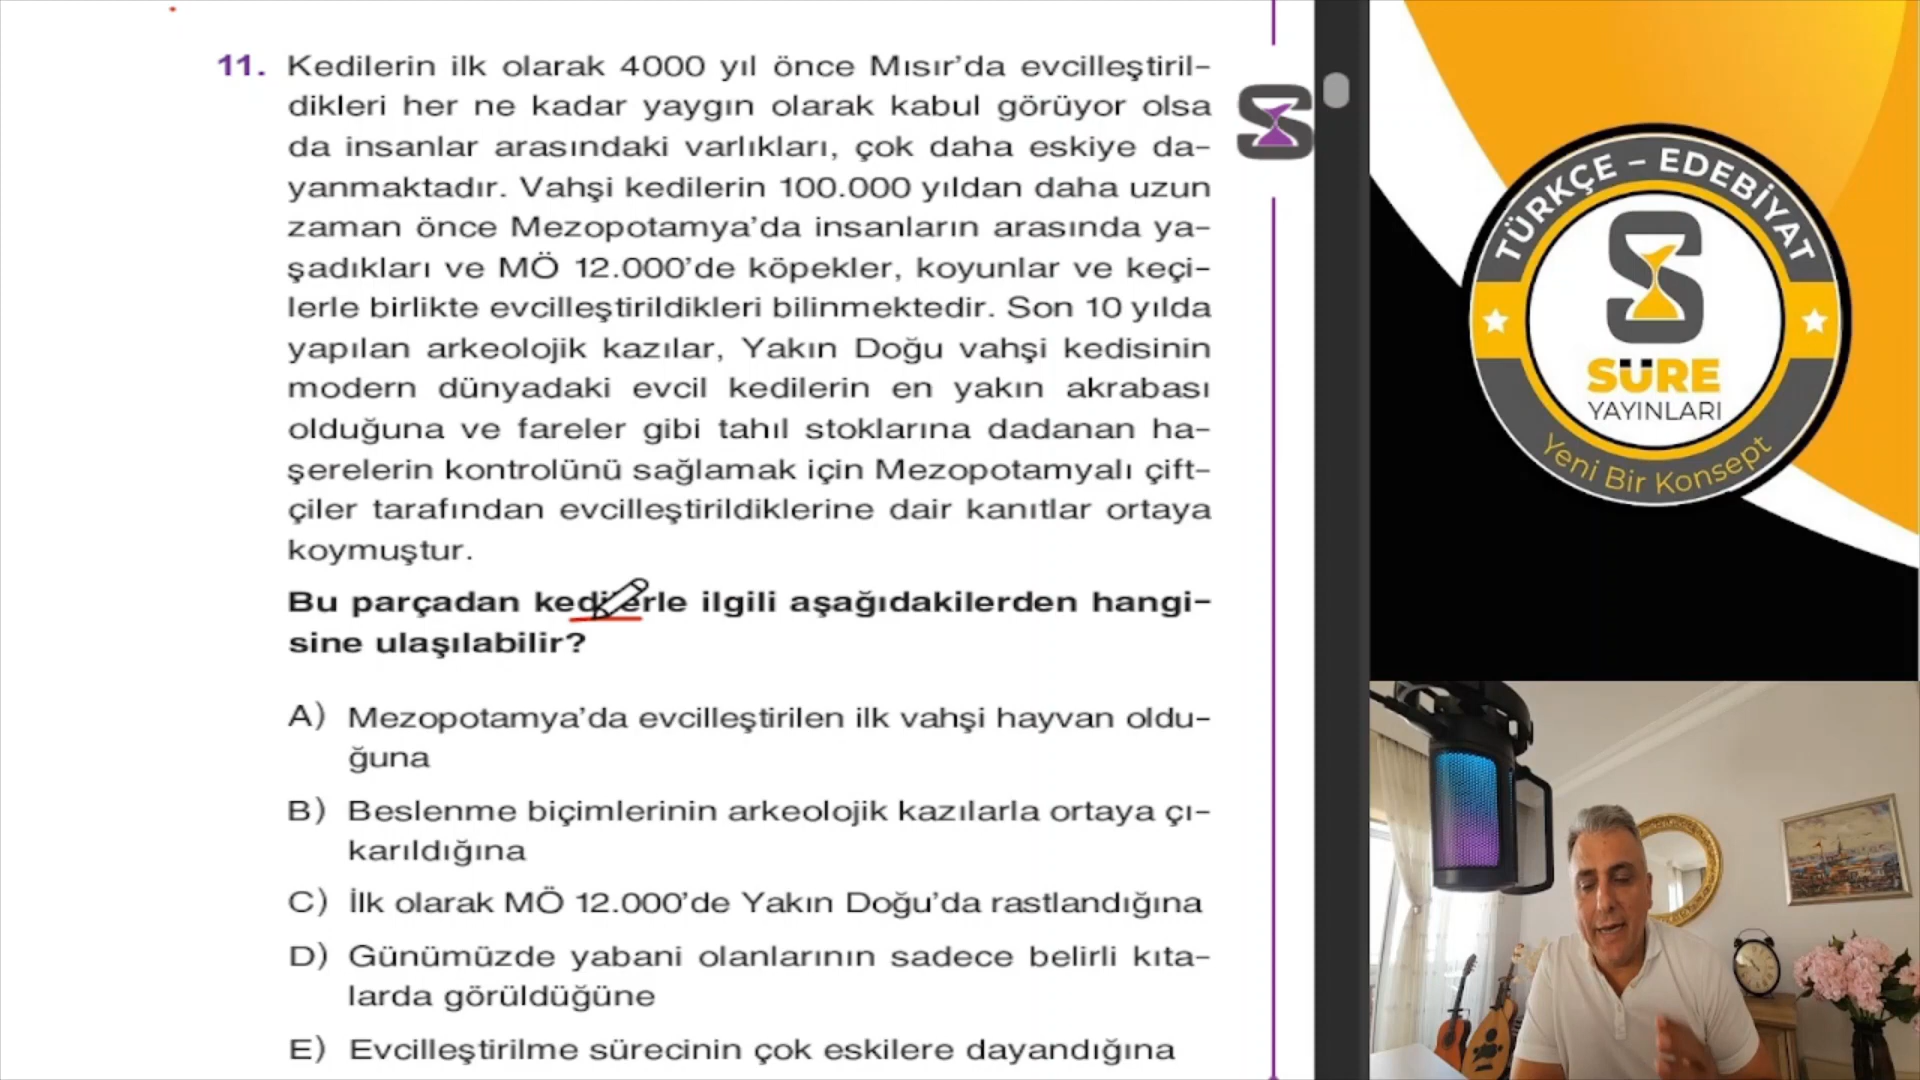 11. Kedilerin ilk olarak 4000 yıl önce Mısır’da evcilleştiril-
dikleri her ne kadar yaygın olarak kabul görüyor olsa
da insanlar arasındaki varlıkları, çok daha eskiye da-
yanmaktadır. Vahşi kedilerin 100.000 yıldan daha uzun
zaman önce Mezopotamya’da insanların arasında ya-
şadıkları ve MÖ 12.000’de köpekler, koyunlar ve keçi-
lerle birlikte evcilleştirildikleri bilinmektedir. Son 10 yılda
yapılan arkeolojik kazılar, Yakın Doğu vahşi kedisinin
modern dünyadaki evcil kedilerin en yakın akrabası
olduğuna ve fareler gibi tahıl stoklarına dadanan ha-
şerelerin kontrolünü sağlamak için Mezopotamyalı çift-
çiler tarafından evcilleştirildiklerine dair kanıtlar ortaya
koymuştur.
Bu parçadan kedilerle ilgili aşağıdakilerden hangi-
sine ulaşılabilir?
A) Mezopotamya’da evcilleştirilen ilk vahşi hayvan oldu-
ğuna
B) Beslenme biçimlerinin arkeolojik kazılarla ortaya çı-
karıldığına
C) İlk olarak MÖ 12.000’de Yakın Doğu’da rastlandığına
D) Günümüzde yabani olanlarının sadece belirli kıta-
larda görüldüğüne
E) Evcilleştirilme sürecinin çok eskilere dayandığına
TÜRKÇE – EDEBİYAT
SÜRE
YAYINLARI
Yeni Bir Konsept